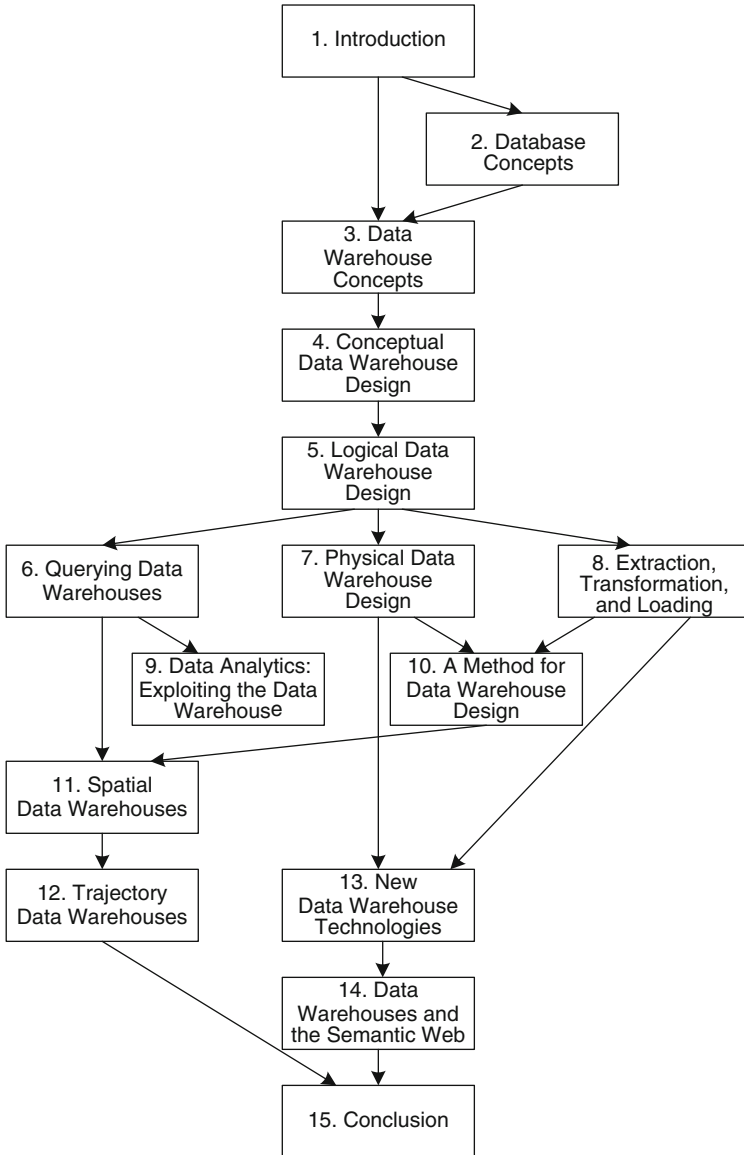 1. Introduction
2. Database
Concepts
3. Data
Warehouse
Concepts
4. Conceptual
Data Warehouse
Design
5. Logical Data
Warehouse
Design
6. Querying Data
Warehouses
7. Physical Data
Warehouse
Design
8. Extraction,
Transformation,
and Loading
9. Data Analytics:
Exploiting the Data
Warehouse
10. A Method for
Data Warehouse
Design
11. Spatial
Data Warehouses
12. Trajectory
Data Warehouses
13. New
Data Warehouse
Technologies
14. Data
Warehouses and
the Semantic Web
15. Conclusion